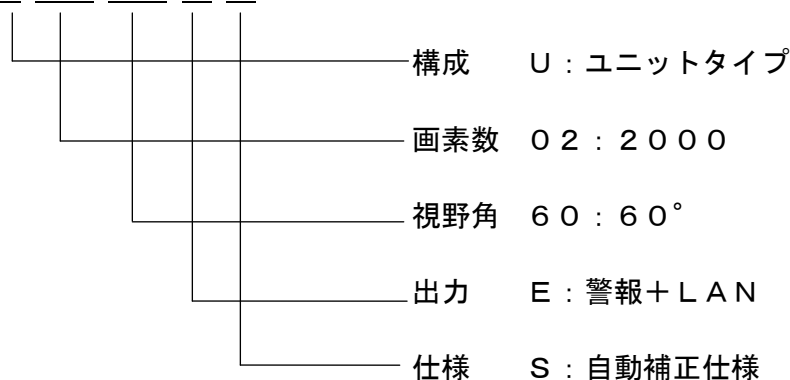 構成 U:ユニットタイプ
画素数 02:2000
視野角 60:60°
出力 E:警報+LAN
仕様 S:自動補正仕様